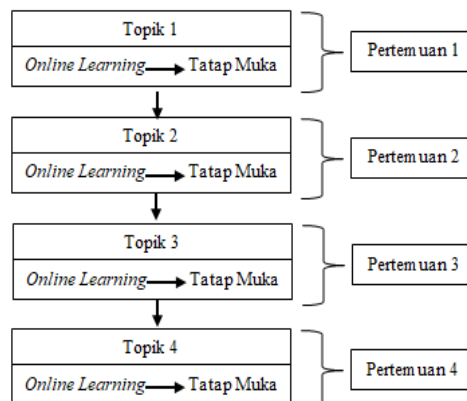 Topik 1
Online Learning Tatap Muka
Pertemuan 1
Topik 2
Online Learning Tatap Muka
Pertemuan 2
Topik 3
Online Learning Tatap Muka
Pertemuan 3
Topik 4
Online Learning Tatap Muka
Pertemuan 4